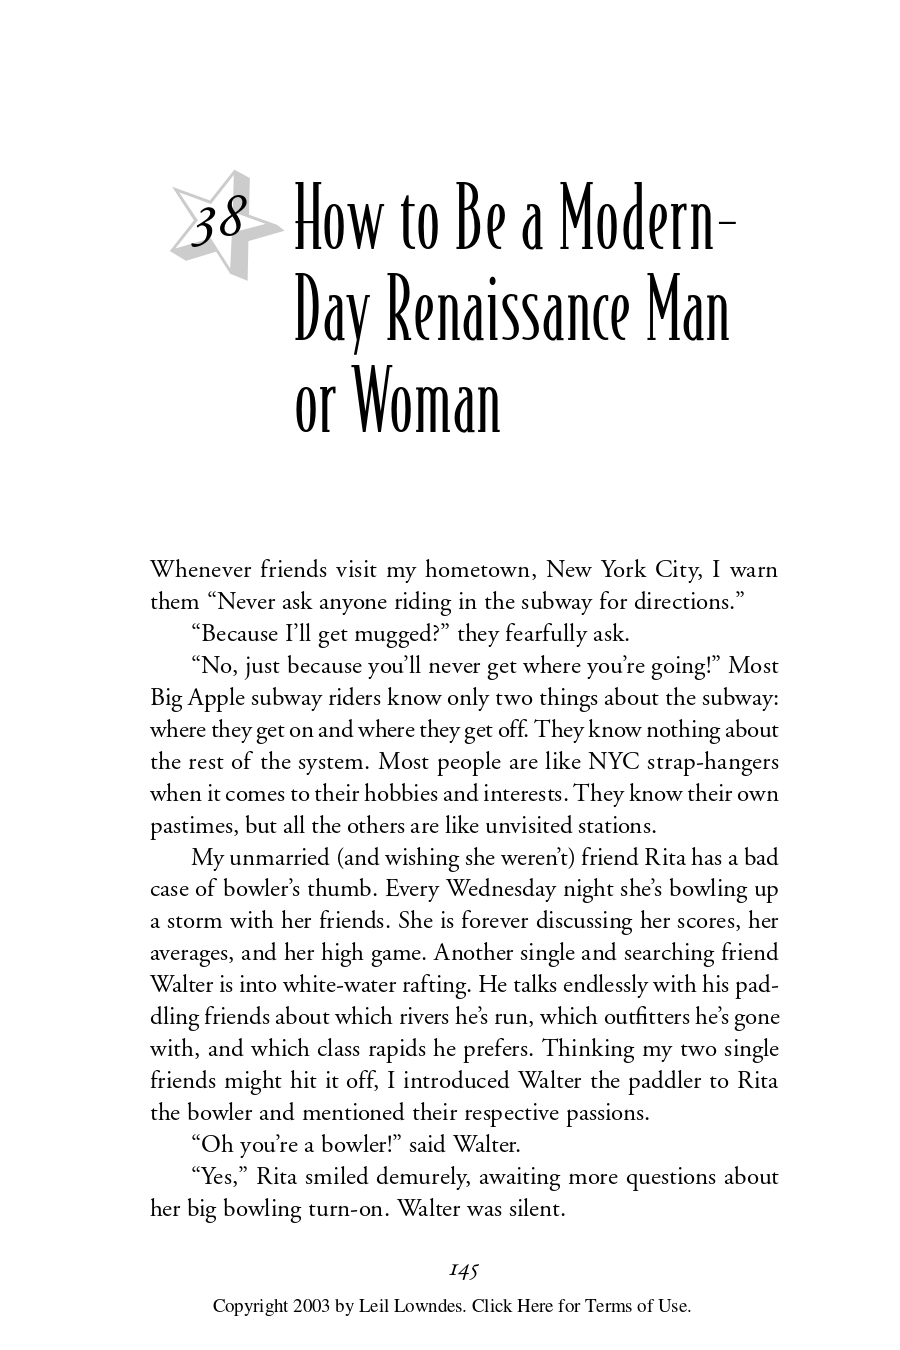 38
How to Be a Modern-
Day Renaissance Man
or Woman
Whenever friends visit my hometown, New York City, I warn
them “Never ask anyone riding in the subway for directions.”
“Because I’ll get mugged?” they fearfully ask.
“No, just because you’ll never get where you’re going!” Most
Big Apple subway riders know only two things about the subway:
where they get on and where they get off. They know nothing about
the rest of the system. Most people are like NYC strap-hangers
when it comes to their hobbies and interests. They know their own
pastimes, but all the others are like unvisited stations.
My unmarried (and wishing she weren’t) friend Rita has a bad
case of bowler’s thumb. Every Wednesday night she’s bowling up
a storm with her friends. She is forever discussing her scores, her
averages, and her high game. Another single and searching friend
Walter is into white-water rafting. He talks endlessly with his pad-
dling friends about which rivers he’s run, which outfitters he’s gone
with, and which class rapids he prefers. Thinking my two single
friends might hit it off, I introduced Walter the paddler to Rita
the bowler and mentioned their respective passions.
“Oh you’re a bowler!” said Walter.
“Yes,” Rita smiled demurely, awaiting more questions about
her big bowling turn-on. Walter was silent.
145
Copyright 2003 by Leil Lowndes. Click Here for Terms of Use.